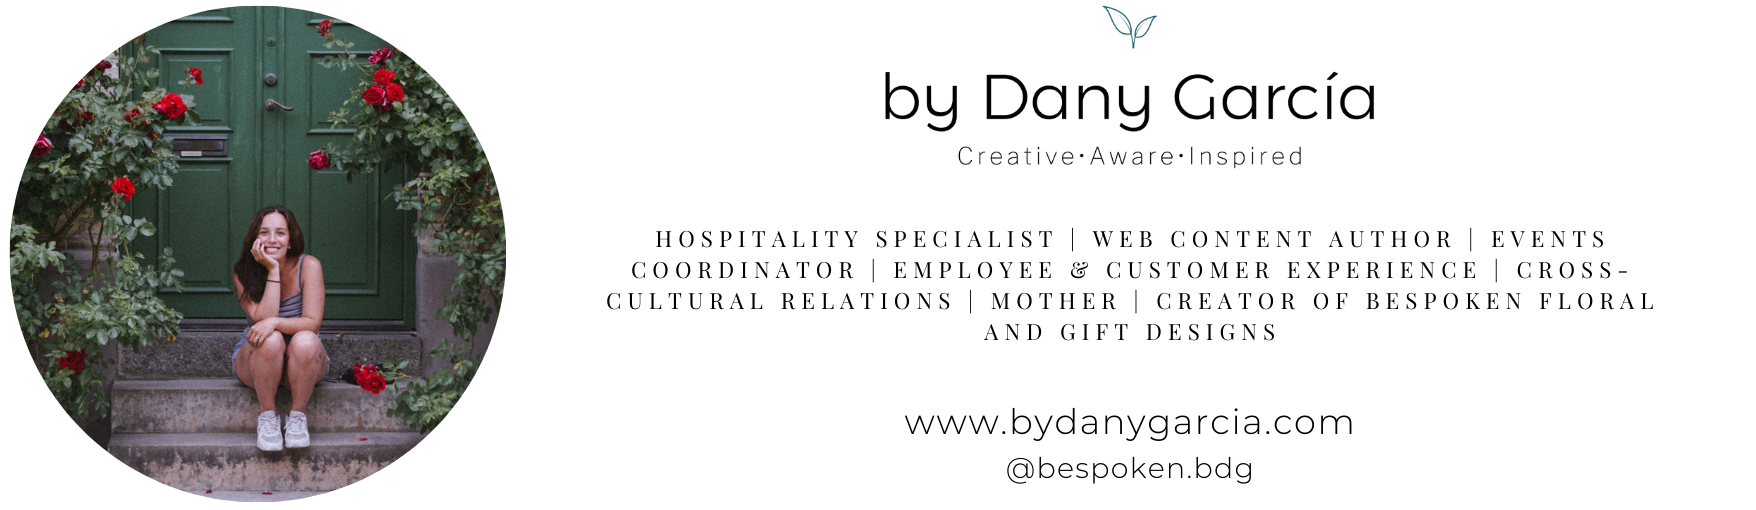 by Dany García
Creative•Aware•Inspired
HOSPITALITY SPECIALIST | WEB CONTENT AUTHOR | EVENTS
COORDINATOR | EMPLOYEE & CUSTOMER EXPERIENCE | CROSS-
CULTURAL RELATIONS | MOTHER | CREATOR OF BESPOKEN FLORAL
AND GIFT DESIGNS
www.bydanygarcia.com
@bespoken.bdg